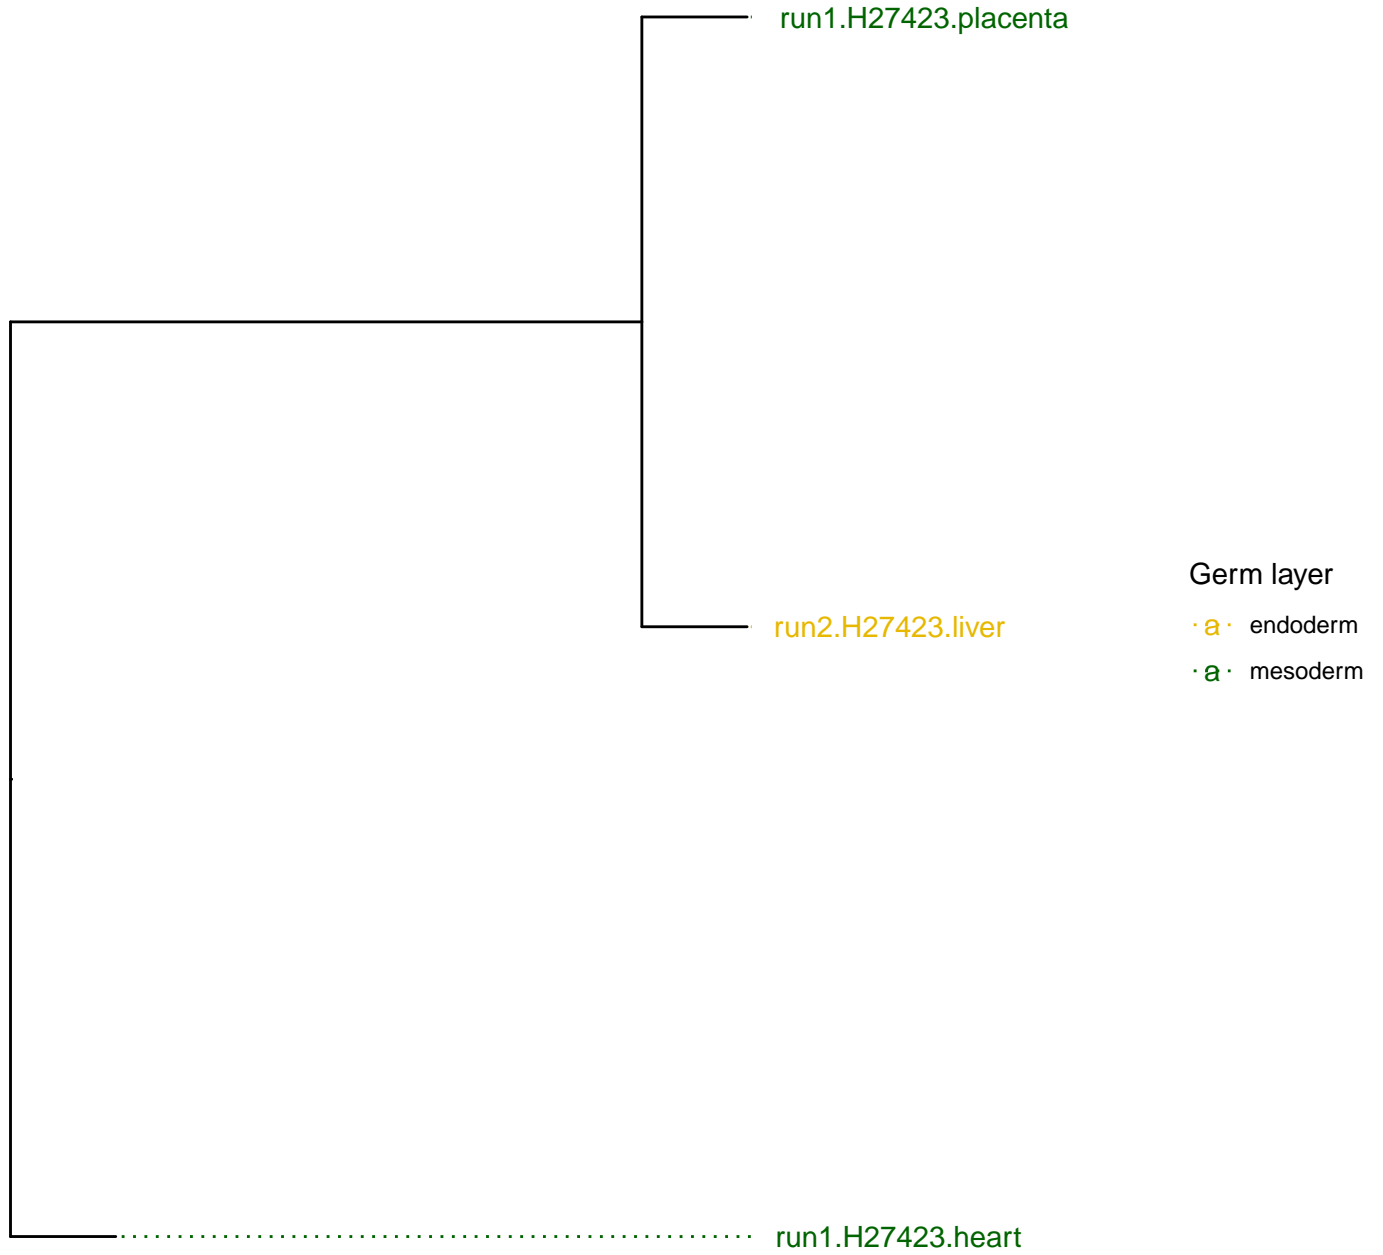 run1.H27423.placenta
run2.H27423.liver
Germ layer
a endoderm
a mesoderm
run1.H27423.heart